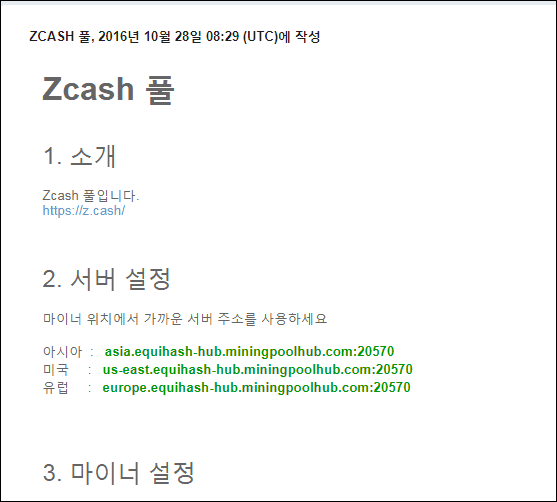 ZCASH 풀, 2016년 10월 28일 08:29 (UTC)에 작성
Zcash 풀
1. 소개
Zcash 풀입니다.
https://z.cash/
2. 서버 설정
마이너 위치에서 가까운 서버 주소를 사용하세요
아시아 : asia.equihash-hub.miningpoolhub.com:20570
미국 : us-east.equihash-hub.miningpoolhub.com:20570
유럽 : europe.equihash-hub.miningpoolhub.com:20570
3. 마이너 설정